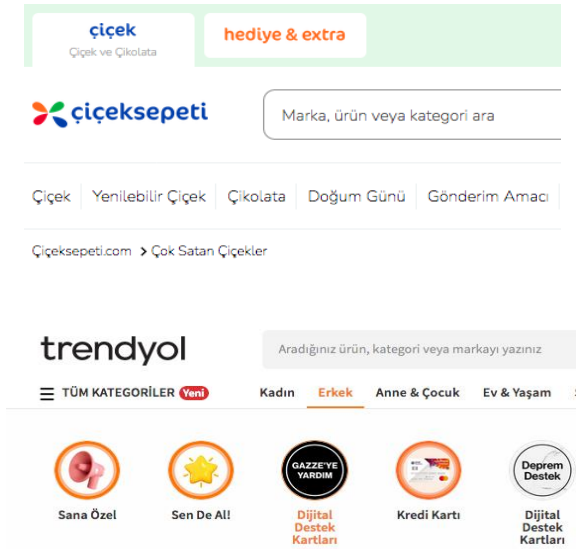 çiçek
Çiçek ve Çikolata
hediye & extra
çiçeksepeti
Marka, ürün veya kategori ara
Çiçek Yenilebilir Çiçek Çikolata Doğum Günü Gönderim Amacı
Çiçeksepeti.com > Çok Satan Çiçekler
trendyol
Aradığınız ürün, kategori veya markayı yazınız
TÜM KATEGORİLER Yeni Kadın Erkek Anne & Çocuk Ev & Yaşam
GAZZE'YE
YARDIM
Deprem
Destek
Sana Özel
Sen De Al!
Dijital
Destek
Kartları
Kredi Kartı
Dijital
Destek
Kartları